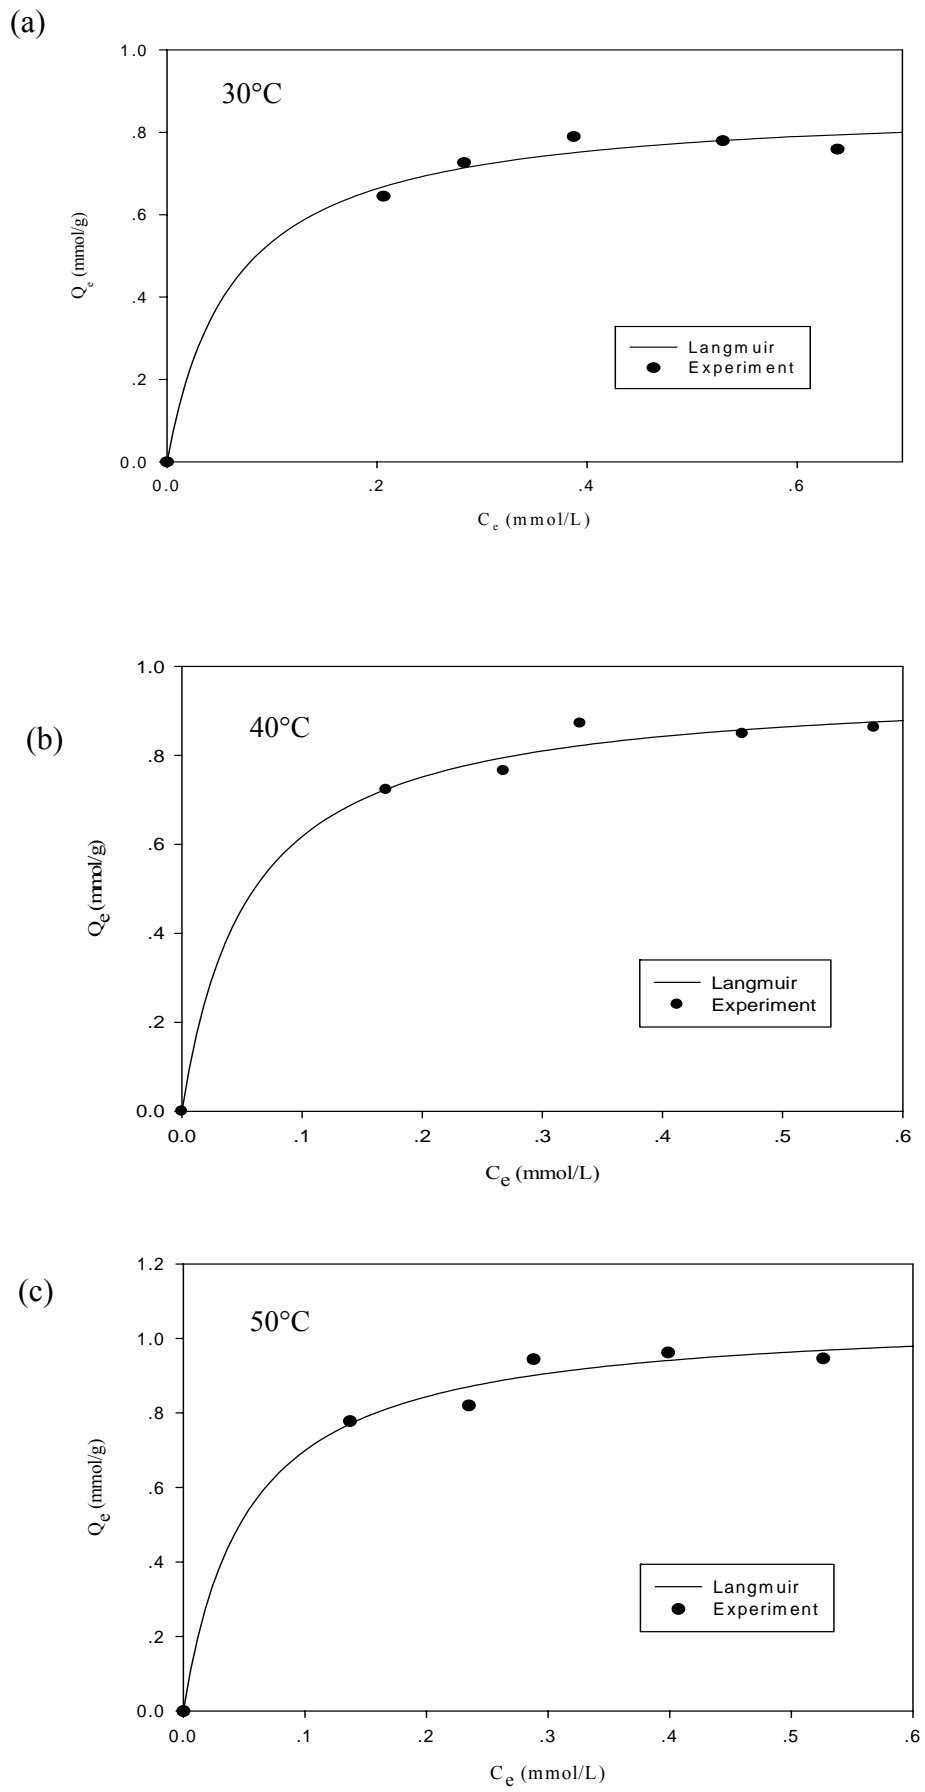 (a)
1.0
30°C
.8
.6
Qe (mmol/g)
.4
Langmuir
Experiment
.2
0.0
0.0 .2 .4 .6
Ce (mmol/L)
1.0
(b)
40°C
.8
.6
Qe (mmol/g)
.4
Langmuir
Experiment
.2
0.0
0.0 .1 .2 .3 .4 .5 .6
Ce (mmol/L)
1.2
(c)
50°C
1.0
.8
Qe (mmol/g)
.6
.4
Langmuir
Experiment
.2
0.0
0.0 .1 .2 .3 .4 .5 .6
Ce (mmol/L)